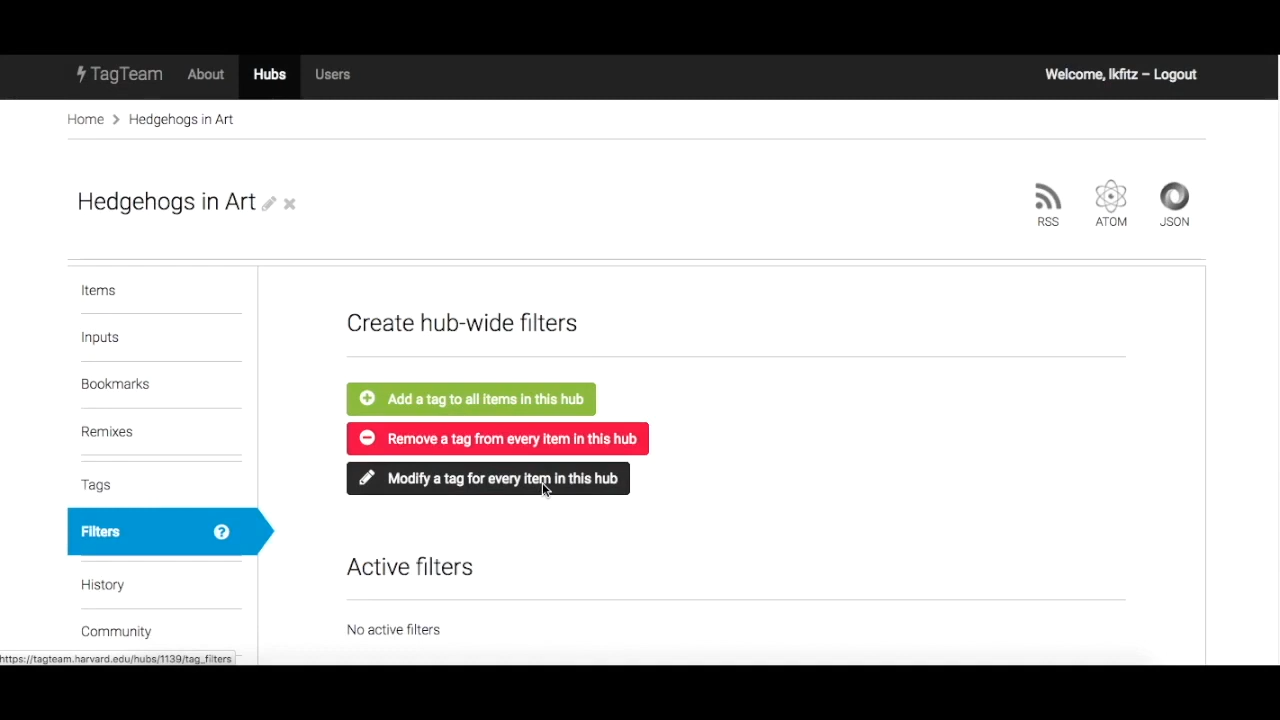 TagTeam About Hubs Users Welcome, lkfitz – Logout
Home > Hedgehogs in Art
Hedgehogs in Art
RSS ATOM JSON
Items
Inputs
Bookmarks
Remixes
Tags
Filters
History
Community
Create hub-wide filters
Add a tag to all items in this hub
Remove a tag from every item in this hub
Modify a tag for every item in this hub
Active filters
No active filters
https://tagteam.harvard.edu/hubs/1139/tag_filters